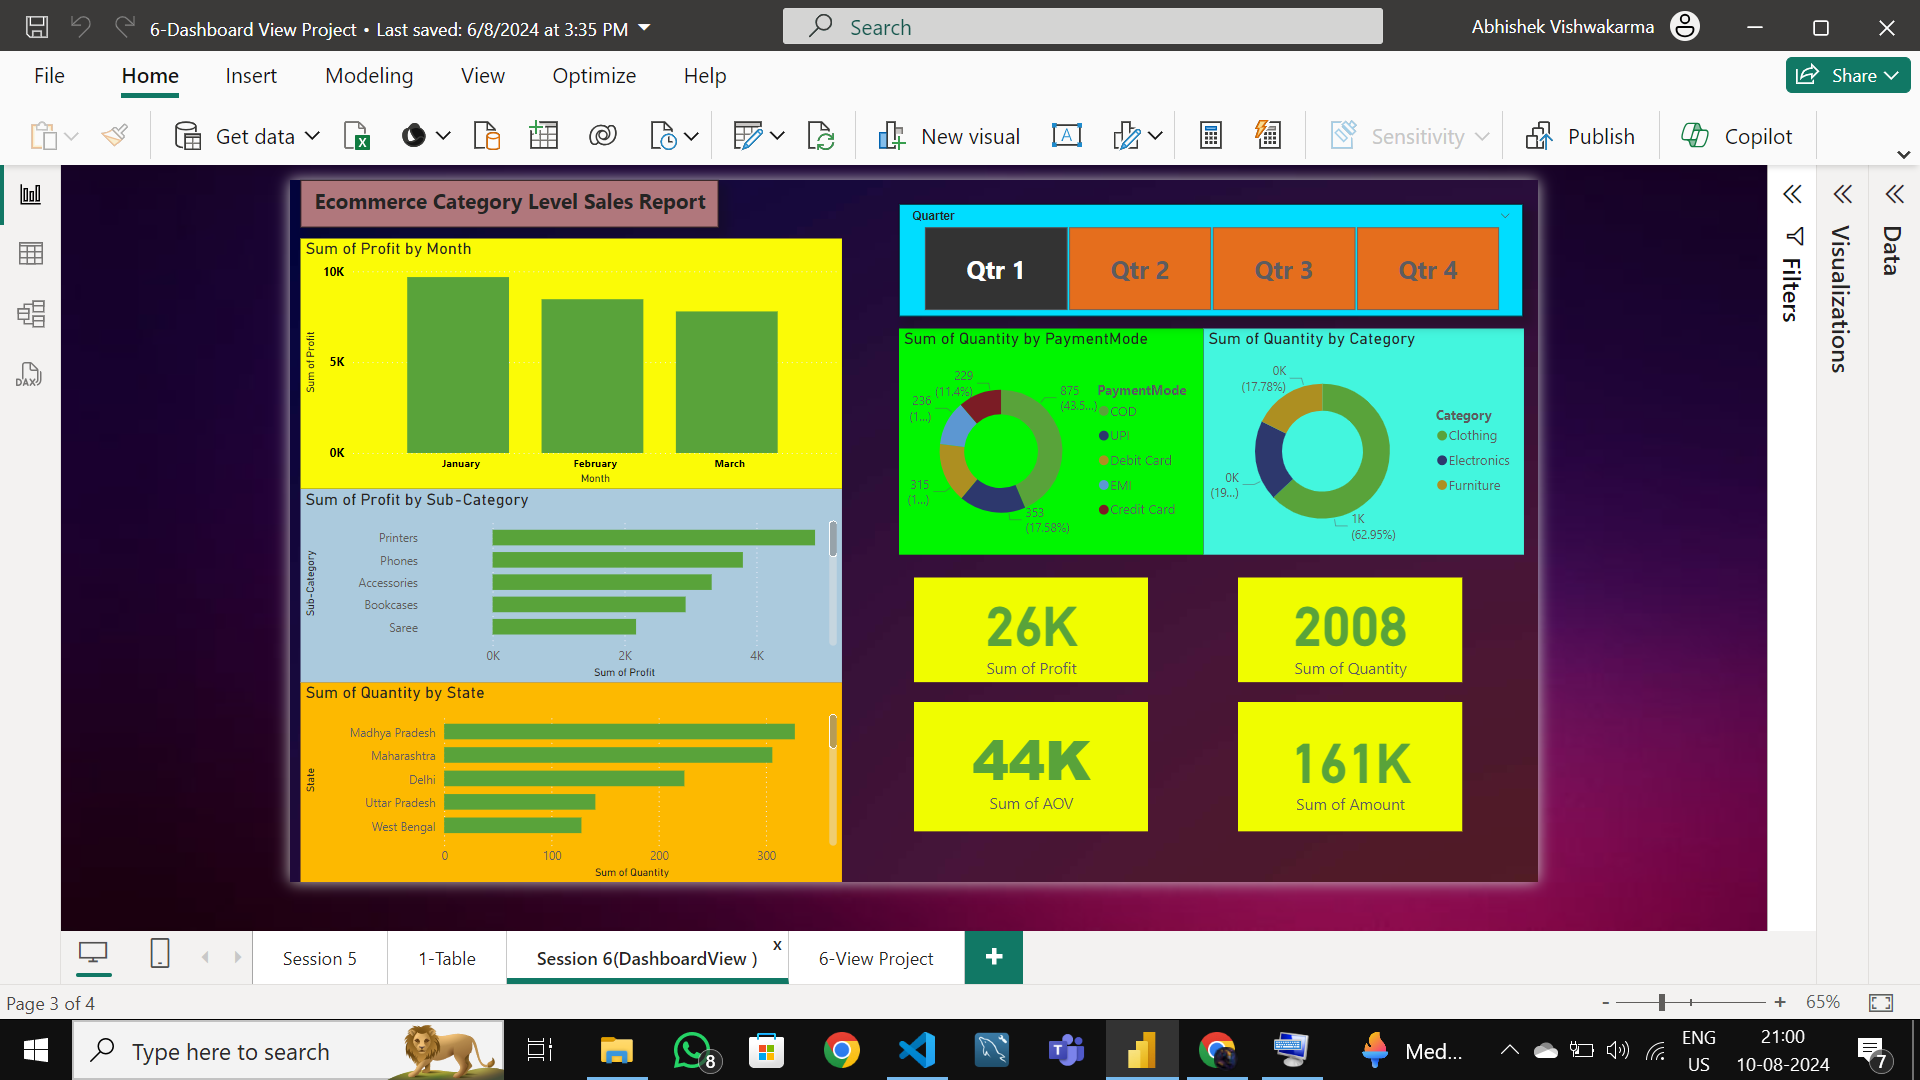 6-Dashboard View Project • Last saved: 6/8/2024 at 3:35 PM
Search
Abhishek Vishwakarma
File Home Insert Modeling View Optimize Help
Share
Get data
New visual
A
Sensitivity
Publish
Copilot
DAX
Ecommerce Category Level Sales Report
Sum of Profit by Month
Sum of Profit
10K
5K
0K
January February March
Month
Sum of Profit by Sub-Category
Sub-Category
Printers
Phones
Accessories
Bookcases
Saree
0K 2K 4K
Sum of Profit
Sum of Quantity by State
State
Madhya Pradesh
Maharashtra
Delhi
Uttar Pradesh
West Bengal
0 100 200 300
Sum of Quantity
Quarter
Qtr 1 Qtr 2 Qtr 3 Qtr 4
Sum of Quantity by PaymentMode
229
(11.4%)
236
(1...)
315
(1...)
875
(43.5...)
353
(17.58%)
PaymentMode
COD
UPI
Debit Card
EMI
Credit Card
Sum of Quantity by Category
0K
(17.78%)
0K
(19...)
1K
(62.95%)
Category
Clothing
Electronics
Furniture
26K
Sum of Profit
2008
Sum of Quantity
44K
Sum of AOV
161K
Sum of Amount
Filters
Visualizations
Data
Session 5
1-Table
Session 6(DashboardView )
x
6-View Project
+
Page 3 of 4
- + 65%
Type here to search
8
Med...
ENG
US
21:00
10-08-2024
7